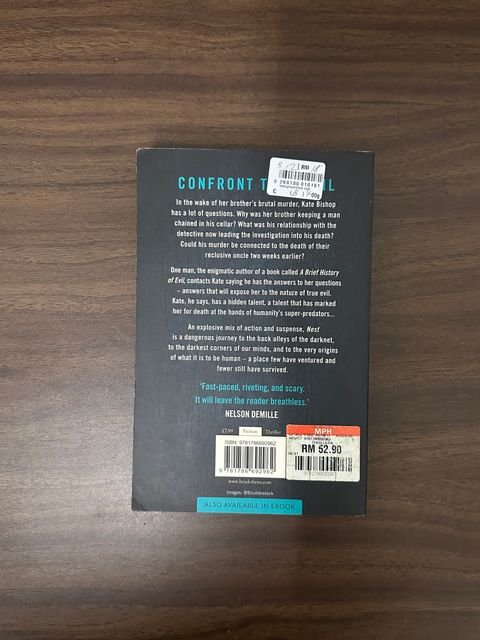 RM
9 260100 010181
00g
CONFRONT
In the wake of her brother's brutal murder, Kate Bishop
has a lot of questions. Why was her brother keeping a man
chained in his cellar? What was his relationship with the
detective now leading the investigation into his death?
Could his murder be connected to the death of their
reclusive uncle two weeks earlier?
One man, the enigmatic author of a book called A Brief History
of Evil, contacts Kate saying he has the answers to her questions
– answers that will expose her to the nature of true evil.
Kate, he says, has a hidden talent, a talent that has marked
her for death at the hands of humanity's super-predators...
An explosive mix of action and suspense, Nest
is a dangerous journey to the back alleys of the darknet,
to the darkest corners of our minds, and to the very origins
of what it is to be human – a place few have ventured and
fewer still have survived.
'Fast-paced, riveting, and scary.
It will leave the reader breathless.'
NELSON DEMILLE
£7.99 Fiction Thriller
MPH
ISBN: 9781786692962
THRILLERS
RM 52.90
9 781786 692962
www.headofzeus.com
Images: ©Shutterstock
ALSO AVAILABLE IN EBOOK